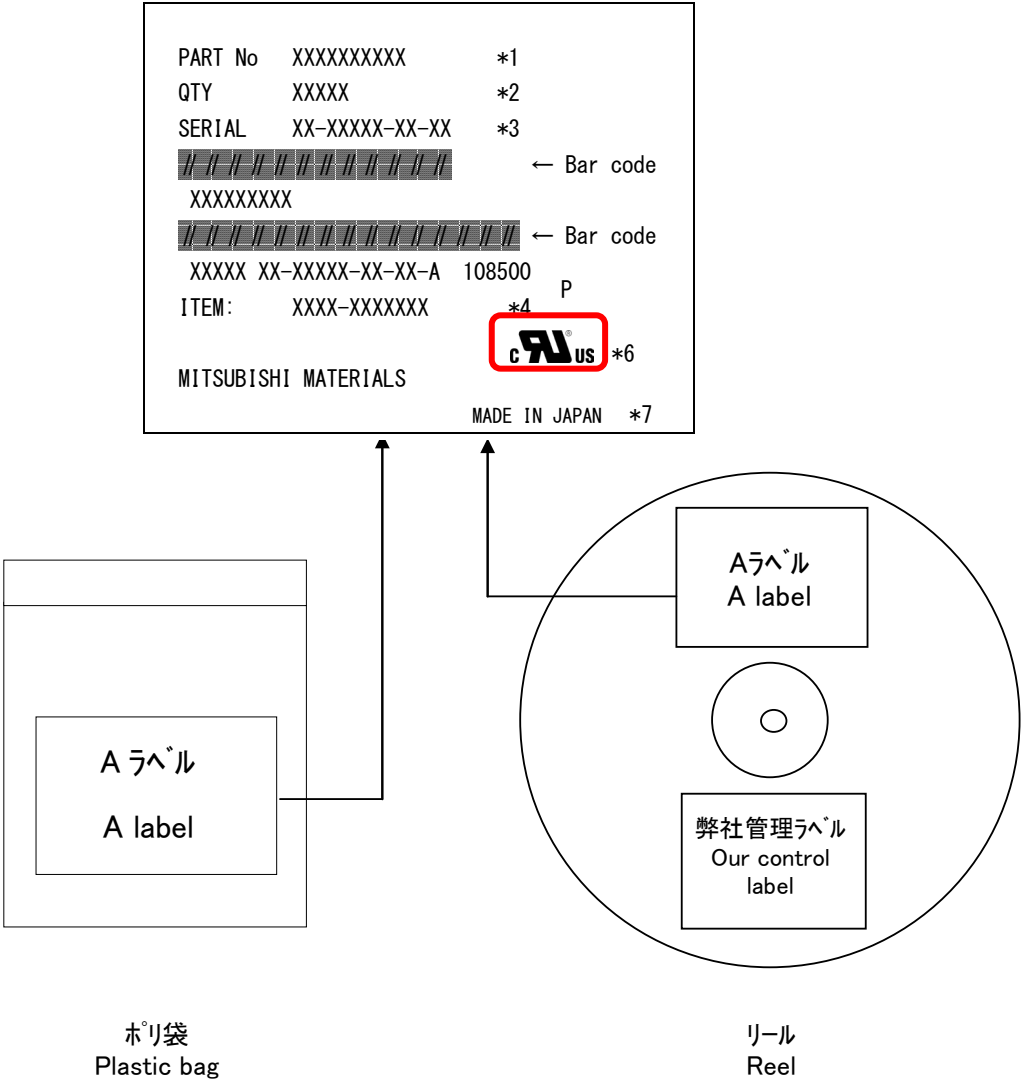 PART No XXXXXXXXXX *1
QTY XXXXX *2
SERIAL XX-XXXXX-XX-XX *3
← Bar code
XXXXXXXXX
← Bar code
XXXXX XX-XXXXX-XX-XX-A 108500
P
ITEM: XXXX-XXXXXXX *4
c RU ® US *6
MITSUBISHI MATERIALS
MADE IN JAPAN *7
Aラベル
A label
A ラベル
A label
弊社管理ラベル
Our control
label
ポリ袋
Plastic bag
リール
Reel